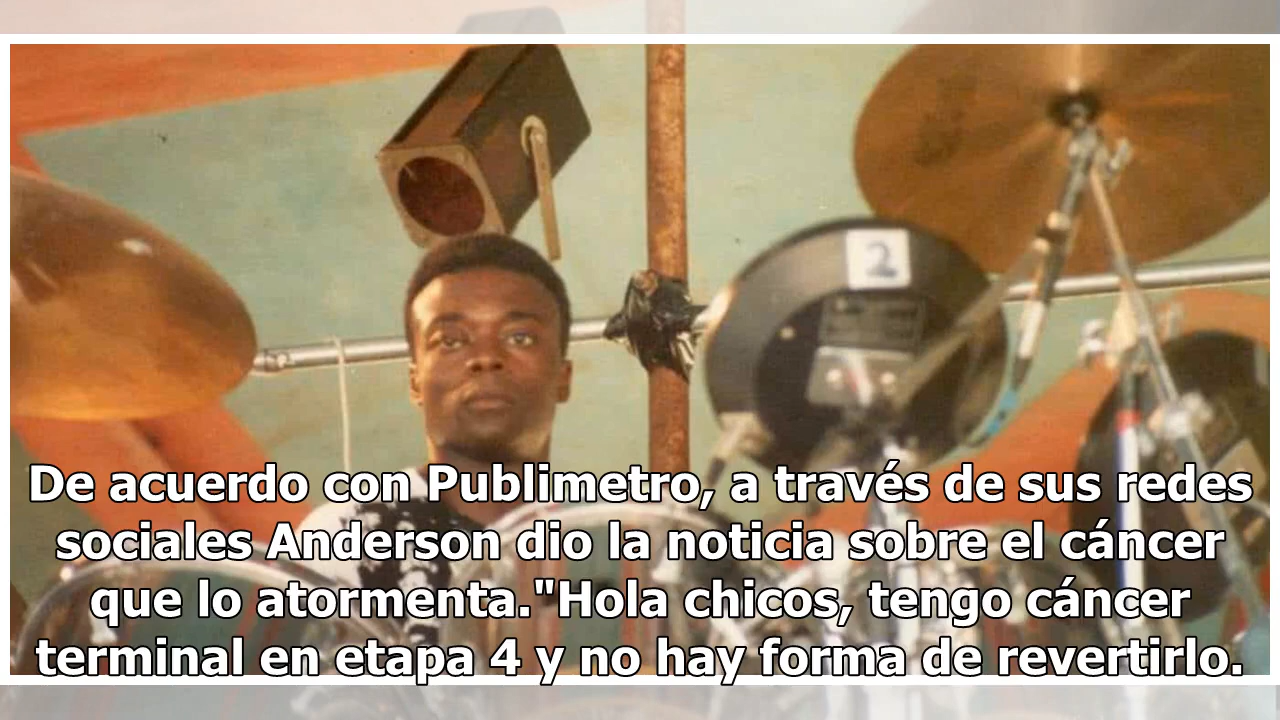 2
De acuerdo con Publimetro, a través de sus redes
sociales Anderson dio la noticia sobre el cáncer
que lo atormenta."Hola chicos, tengo cáncer
terminal en etapa 4 y no hay forma de revertirlo.